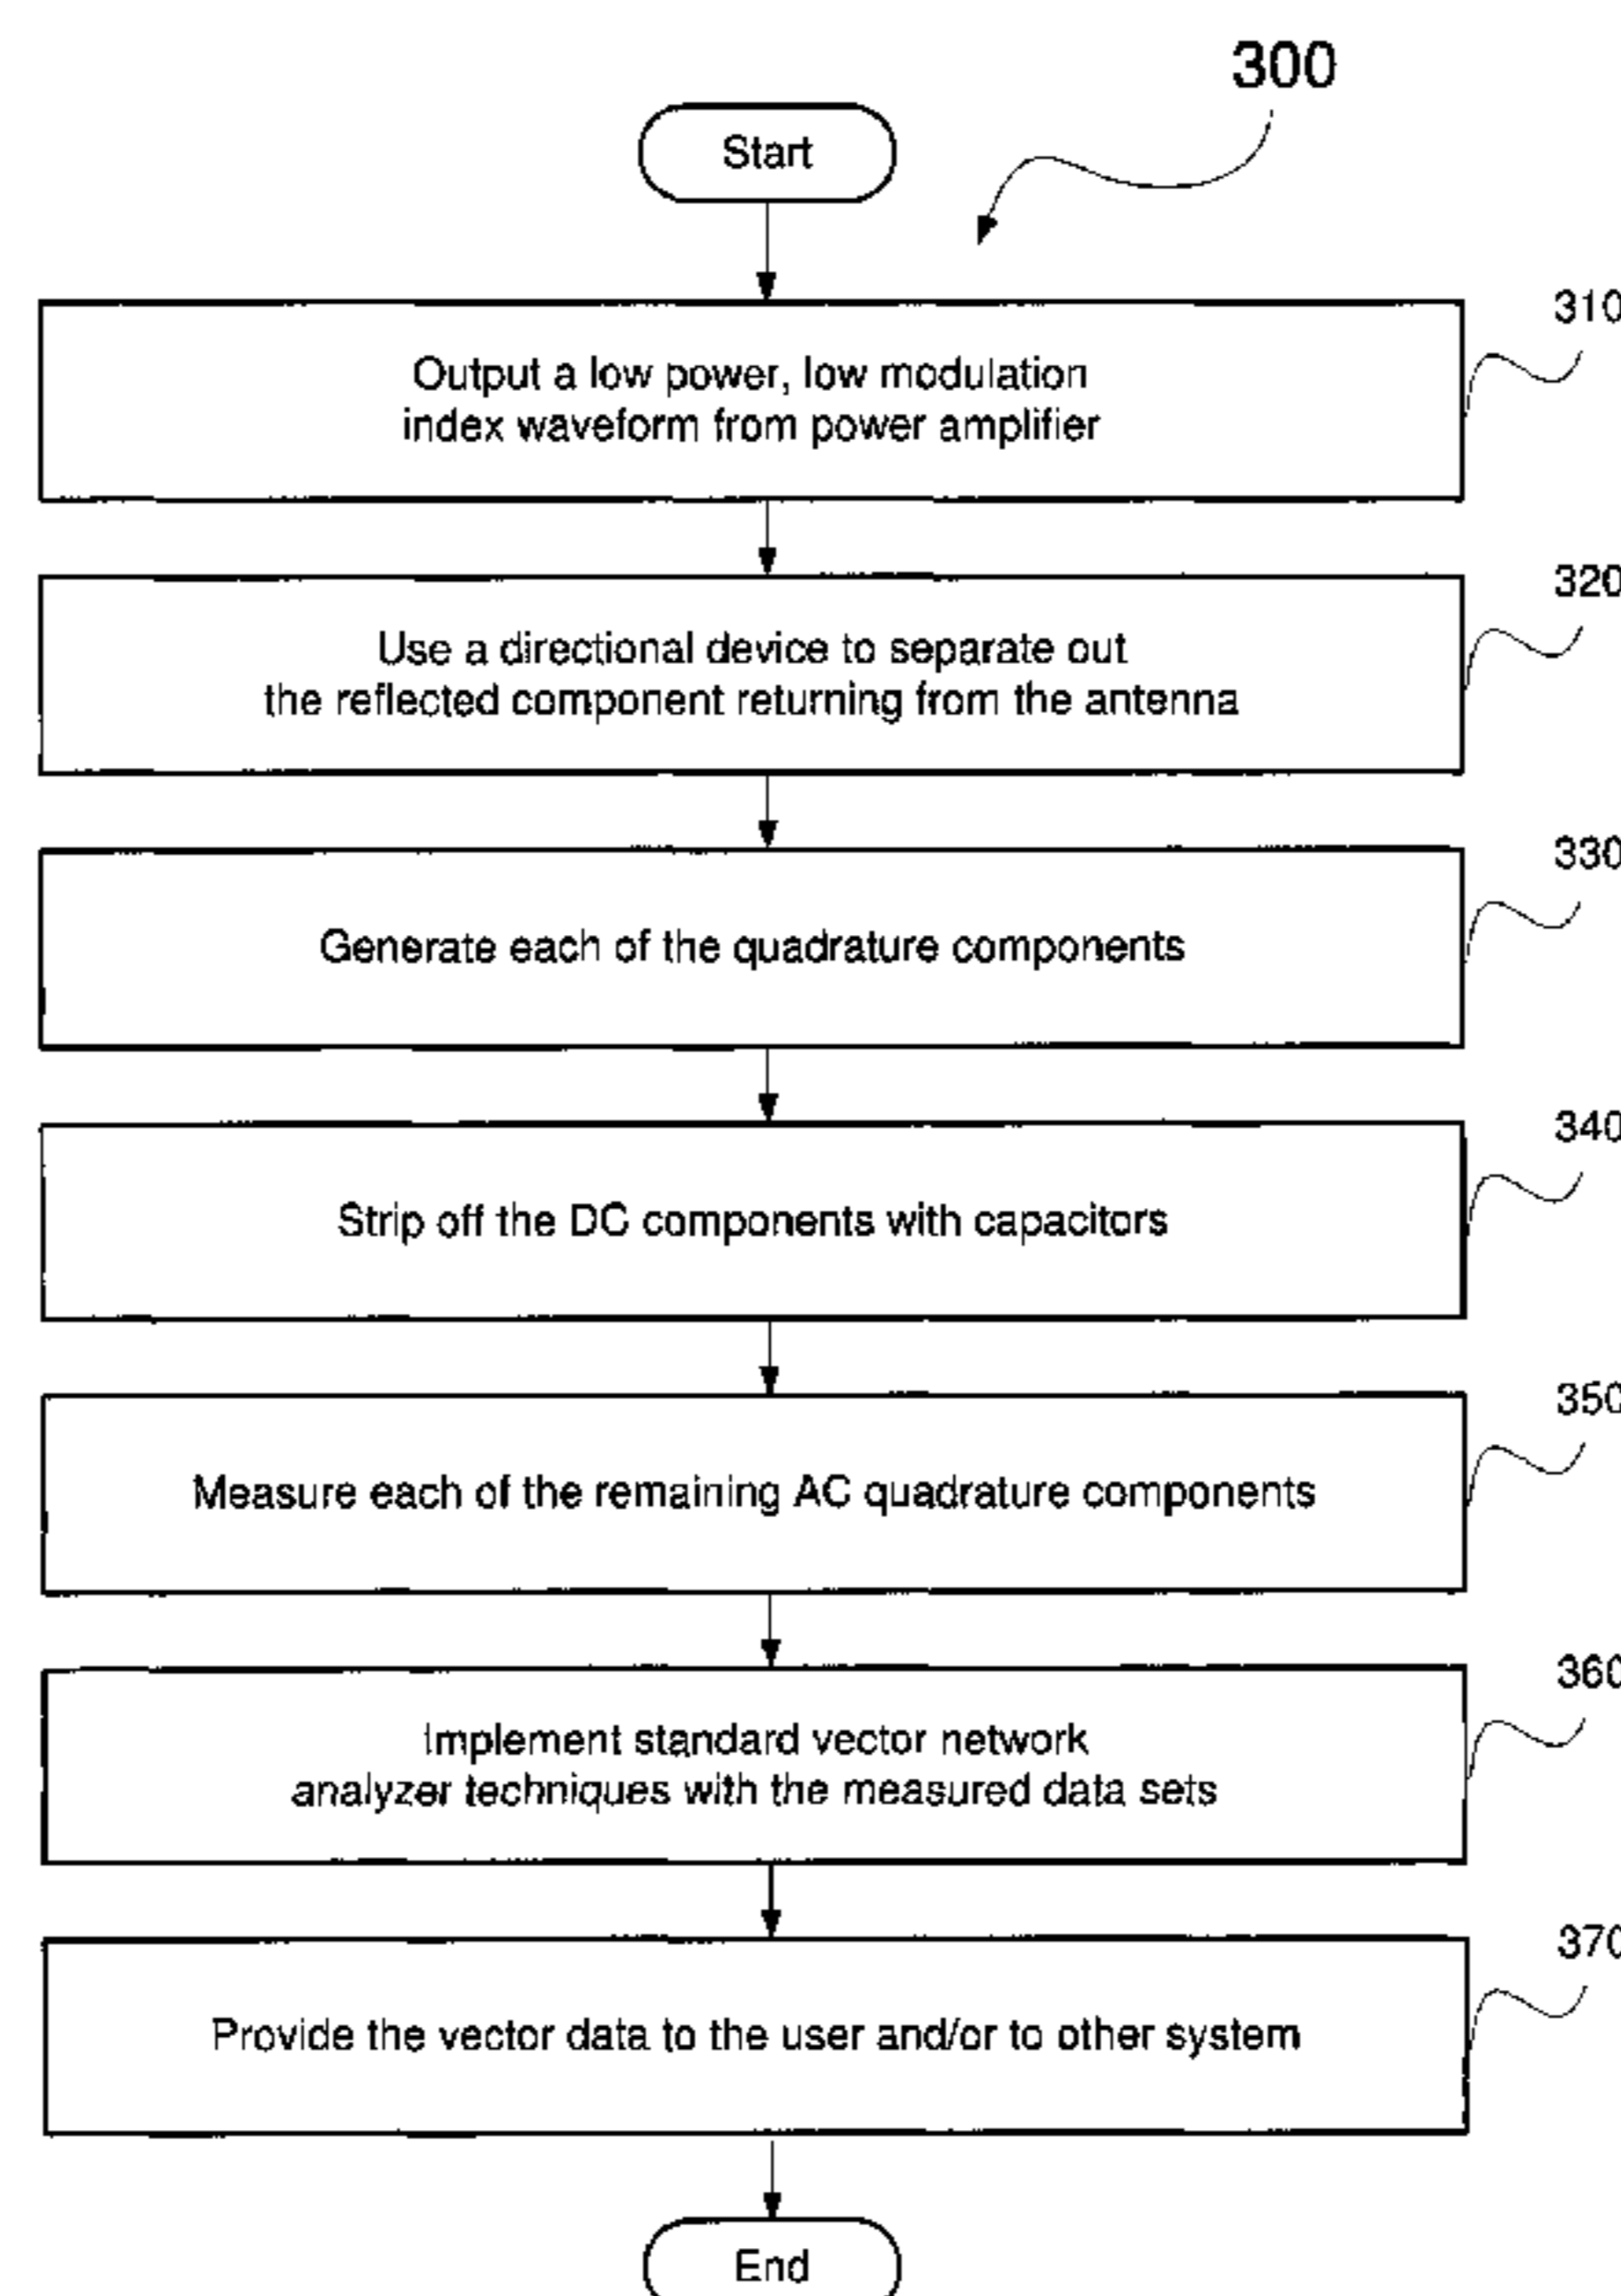 300
Start
310
Output a low power, low modulation
index waveform from power amplifier
320
Use a directional device to separate out
the reflected component returning from the antenna
330
Generate each of the quadrature components
340
Strip off the DC components with capacitors
350
Measure each of the remaining AC quadrature components
360
Implement standard vector network
analyzer techniques with the measured data sets
370
Provide the vector data to the user and/or to other system
End